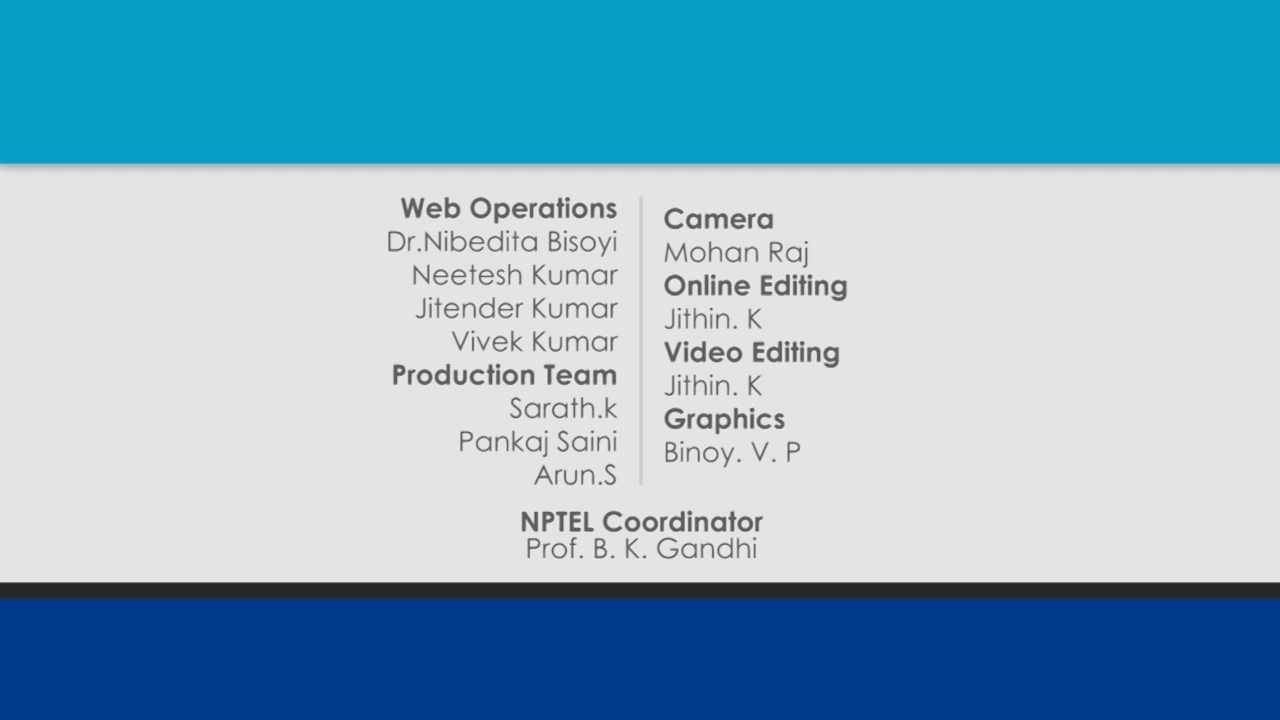 Web Operations
Dr.Nibedita Bisoyi
Neetesh Kumar
Jitender Kumar
Vivek Kumar
Production Team
Sarath.k
Pankaj Saini
Arun.S
Camera
Mohan Raj
Online Editing
Jithin. K
Video Editing
Jithin. K
Graphics
Binoy. V. P
NPTEL Coordinator
Prof. B. K. Gandhi